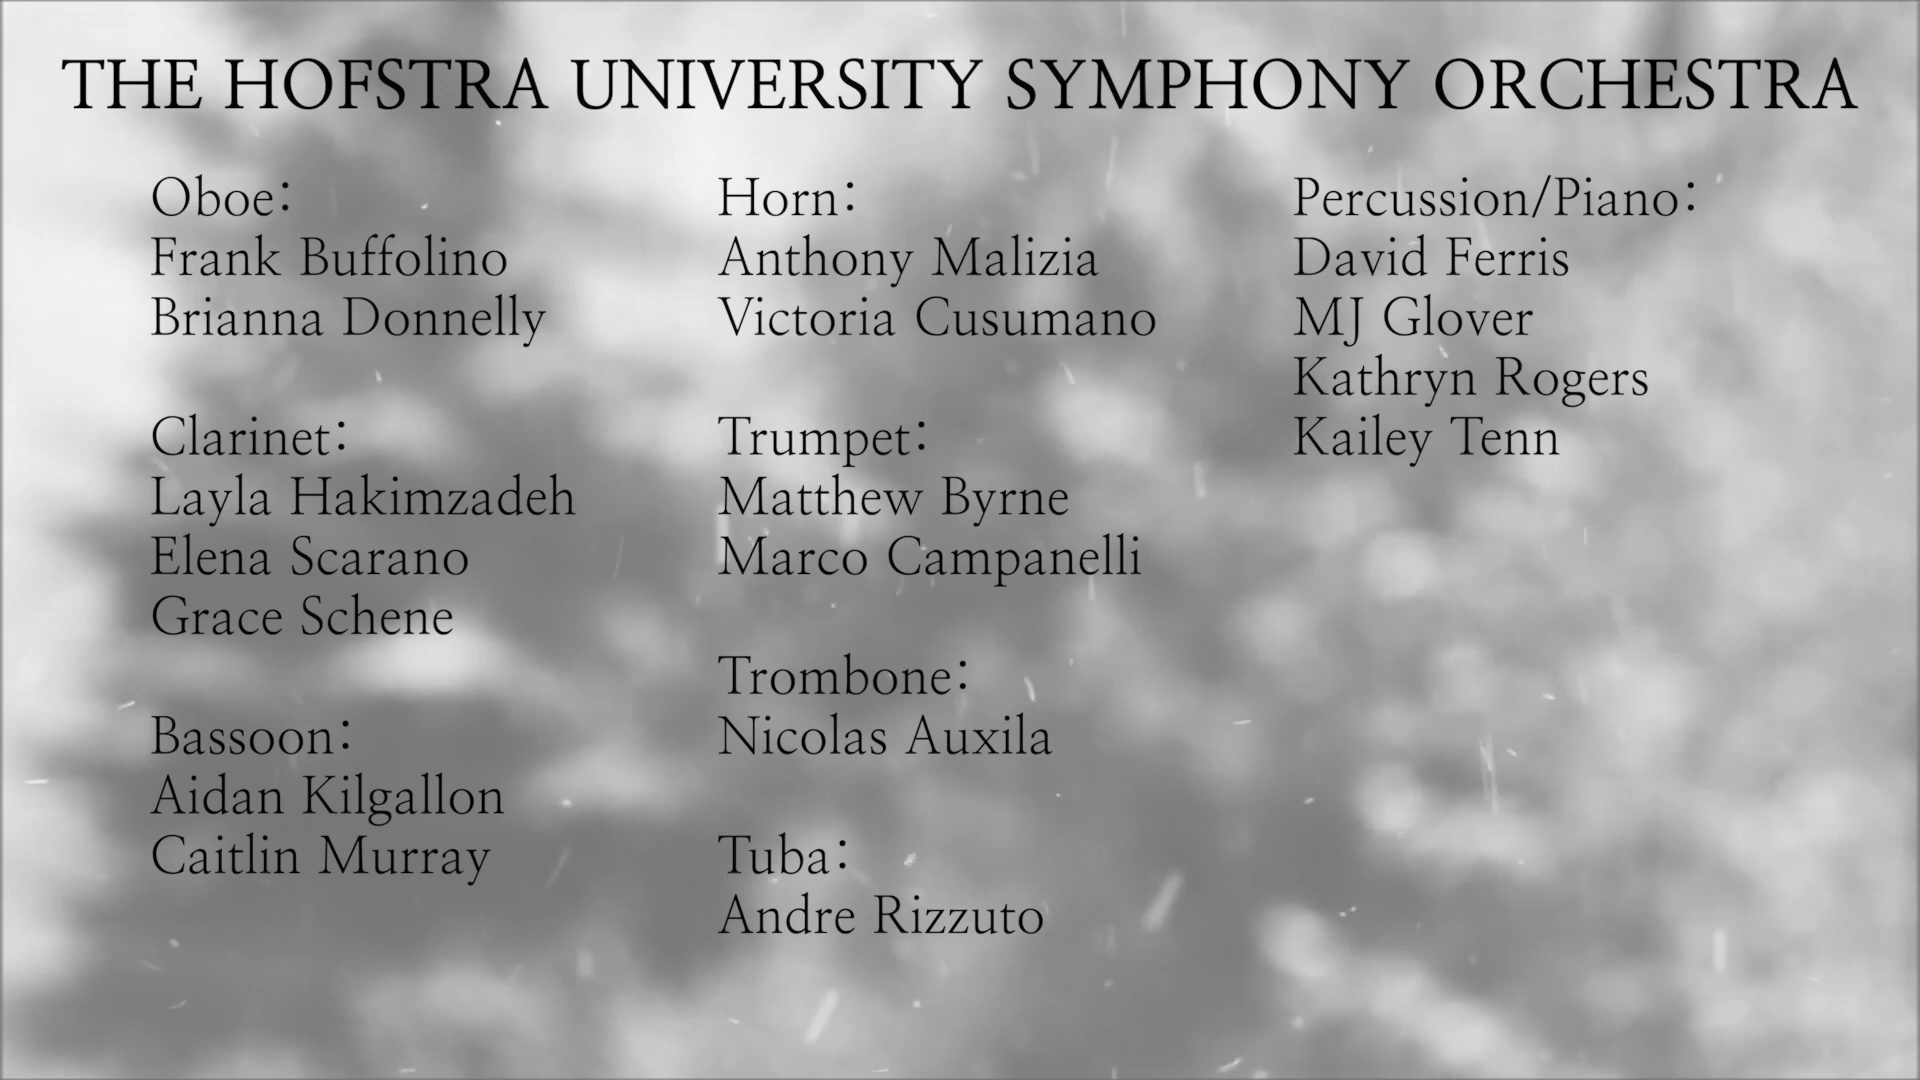 THE HOFSTRA UNIVERSITY SYMPHONY ORCHESTRA
Oboe:
Frank Buffolino
Brianna Donnelly
Clarinet:
Layla Hakimzadeh
Elena Scarano
Grace Schene
Bassoon:
Aidan Kilgallon
Caitlin Murray
Horn:
Anthony Malizia
Victoria Cusumano
Trumpet:
Matthew Byrne
Marco Campanelli
Trombone:
Nicolas Auxila
Tuba:
Andre Rizzuto
Percussion/Piano:
David Ferris
MJ Glover
Kathryn Rogers
Kailey Tenn